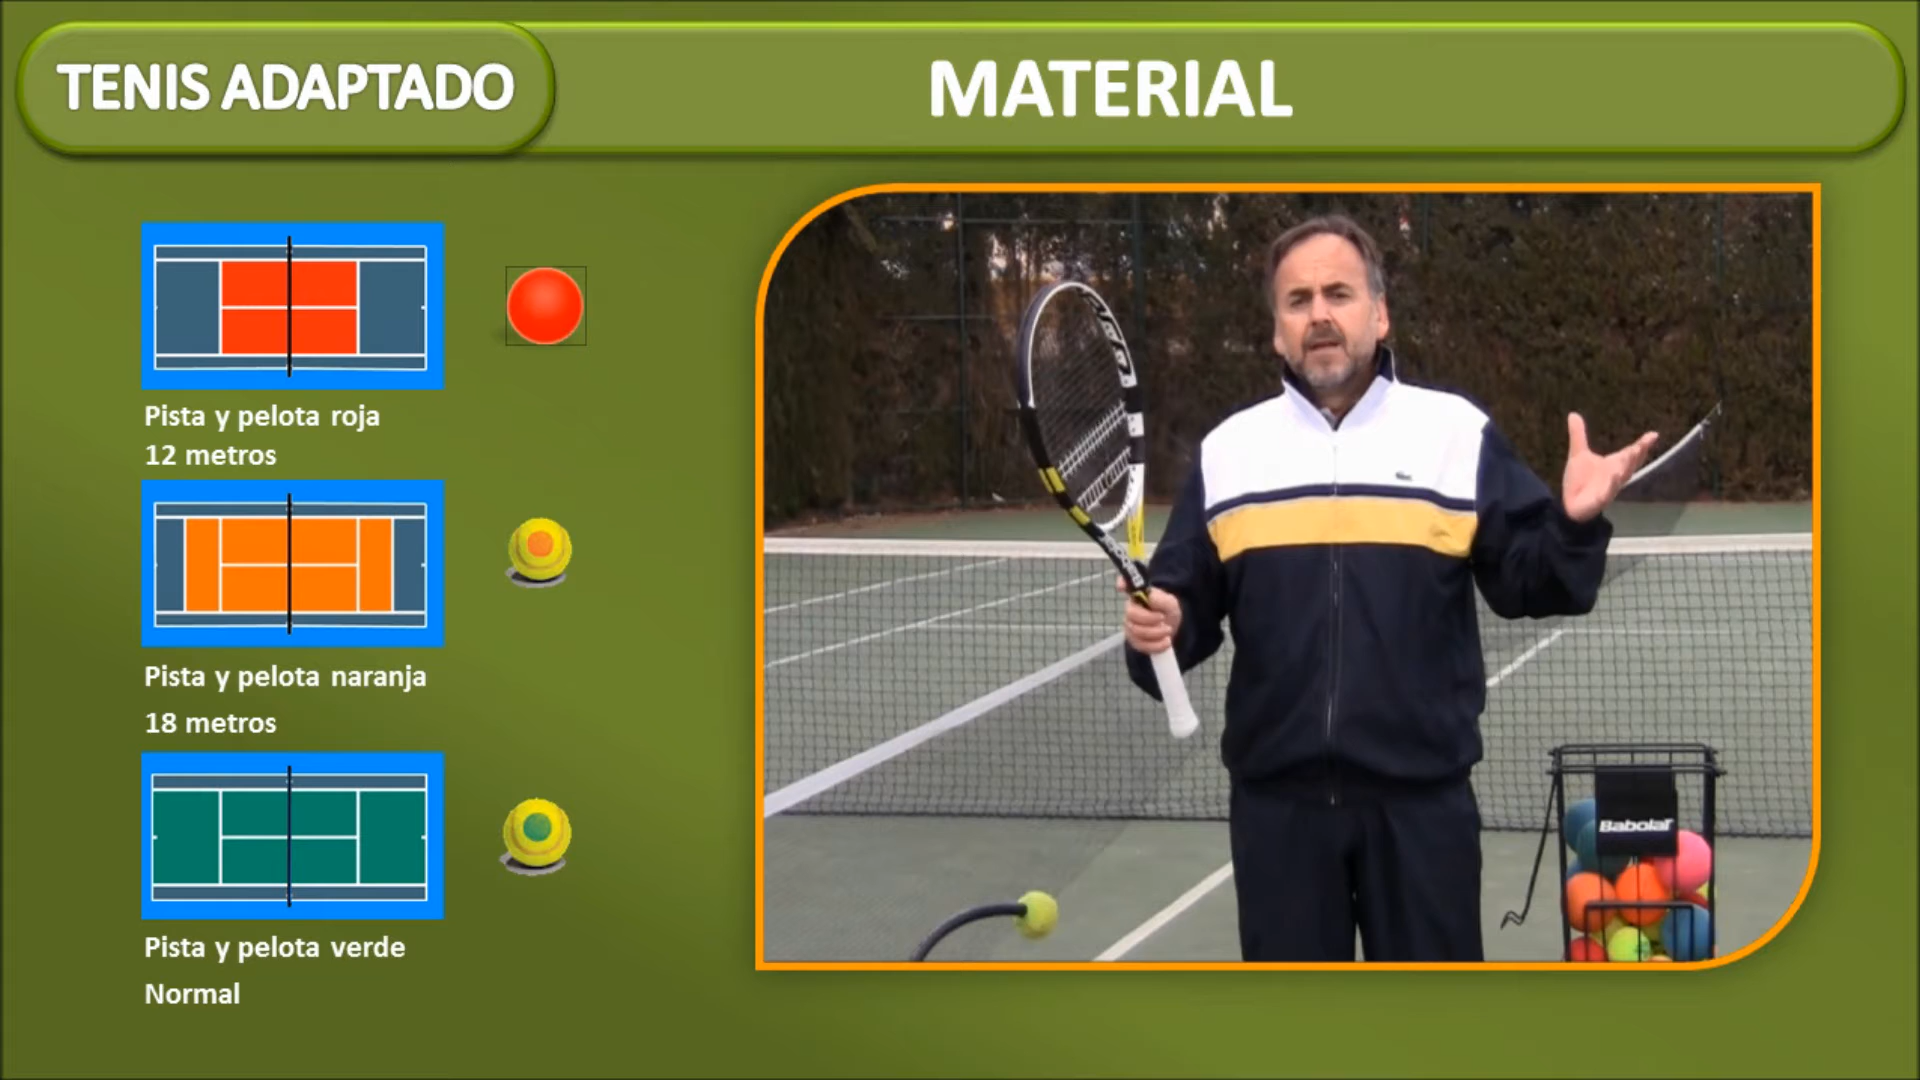 TENIS ADAPTADO
MATERIAL
Pista y pelota roja
12 metros
Pista y pelota naranja
18 metros
Pista y pelota verde
Normal
Babolat